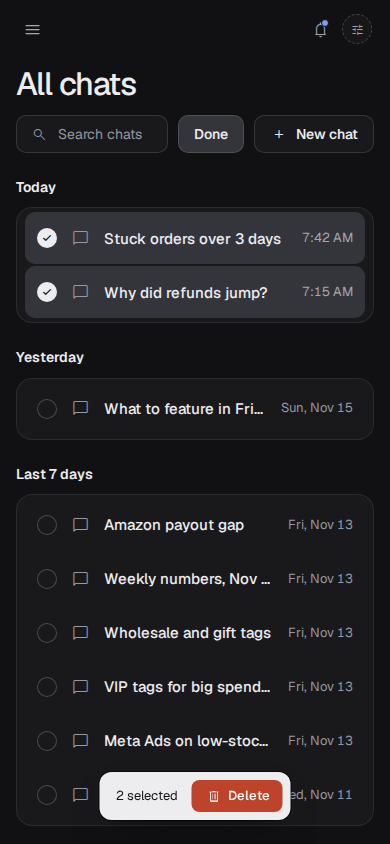 All chats
Search chats
Done
New chat
Today
Stuck orders over 3 days 7:42 AM
Why did refunds jump? 7:15 AM
Yesterday
What to feature in Fri... Sun, Nov 15
Last 7 days
Amazon payout gap Fri, Nov 13
Weekly numbers, Nov ... Fri, Nov 13
Wholesale and gift tags Fri, Nov 13
VIP tags for big spend... Fri, Nov 13
Meta Ads on low-stoc... Fri, Nov 13
2 selected Delete
Nov 11